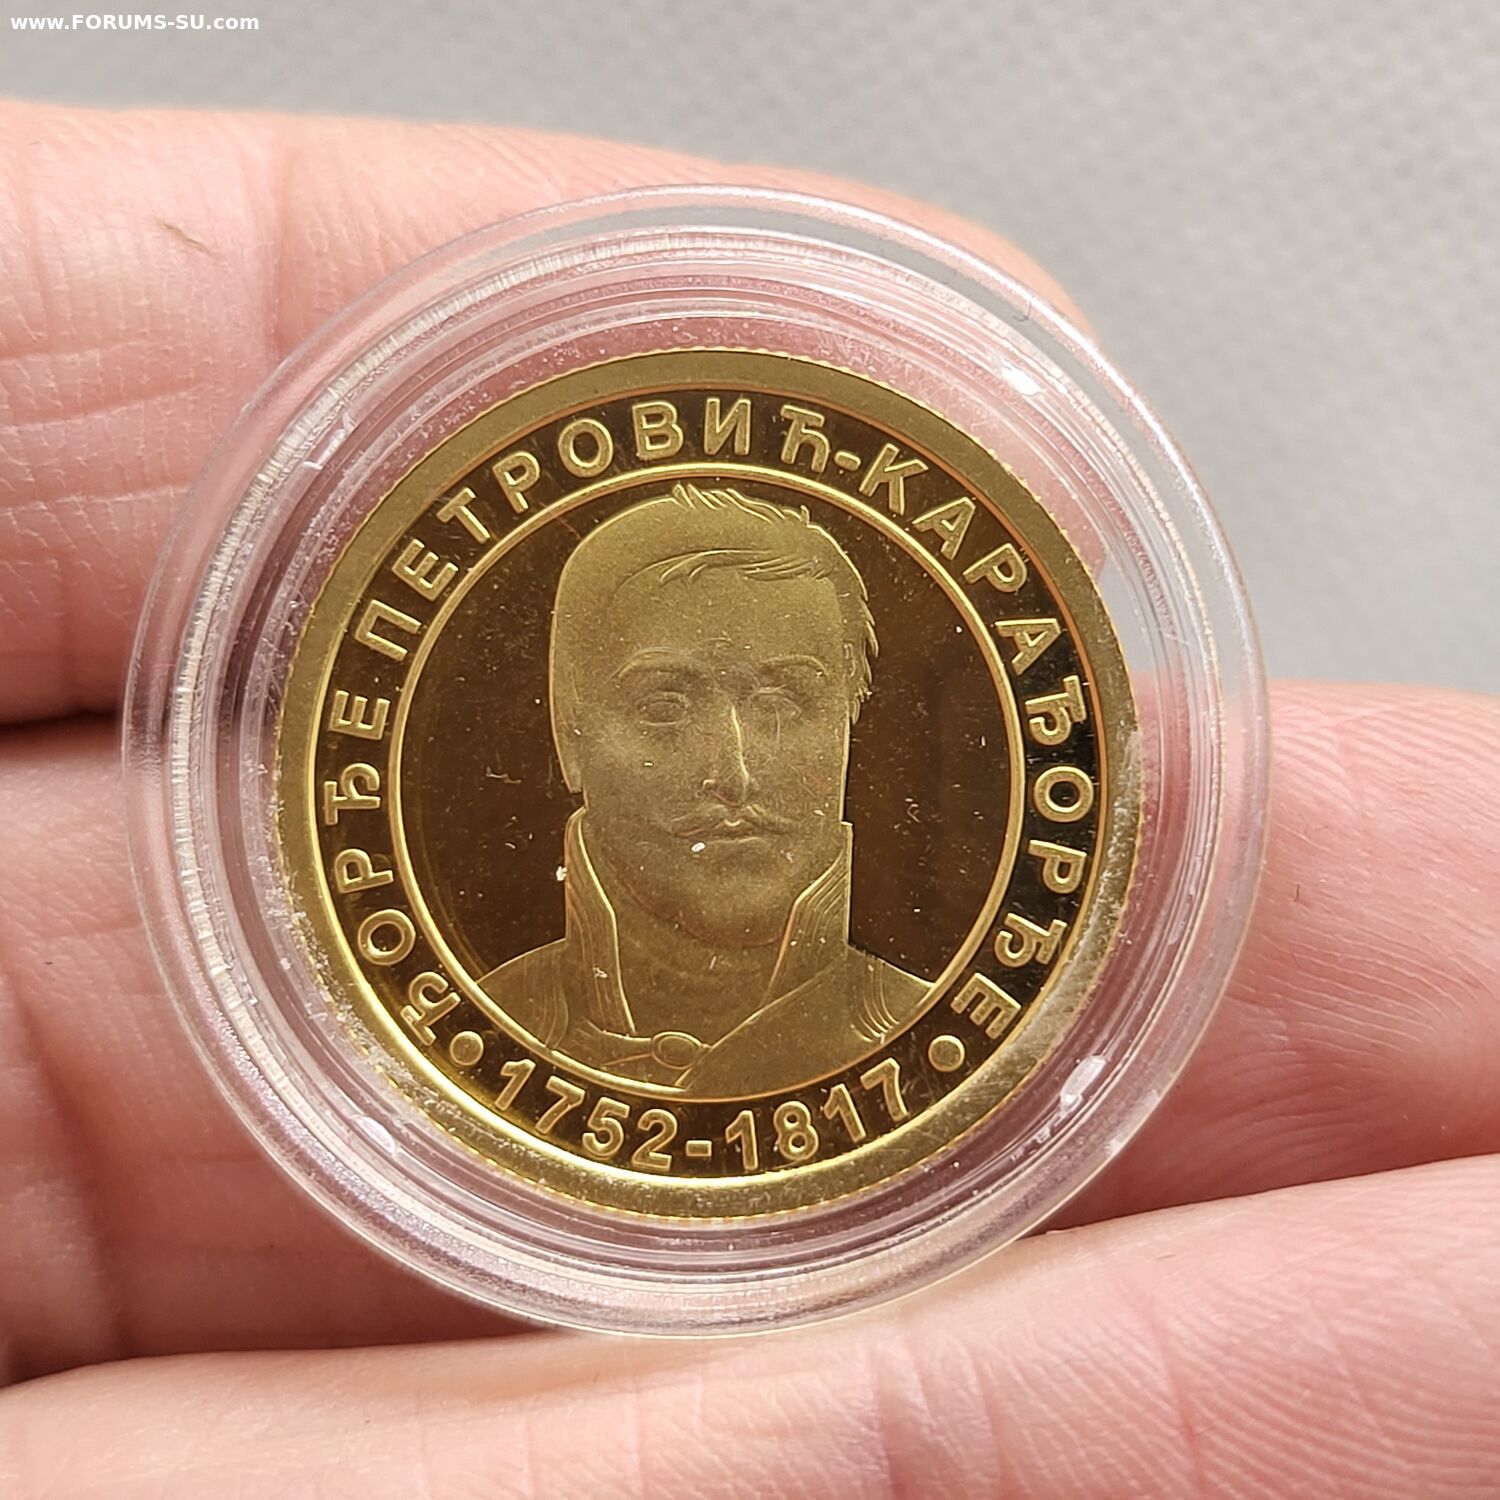 www.FORUMS-SU.com
ЂОРЂЕ ПЕТРОВИЋ-КАРАЂОРЂЕ
• 1752-1817 •